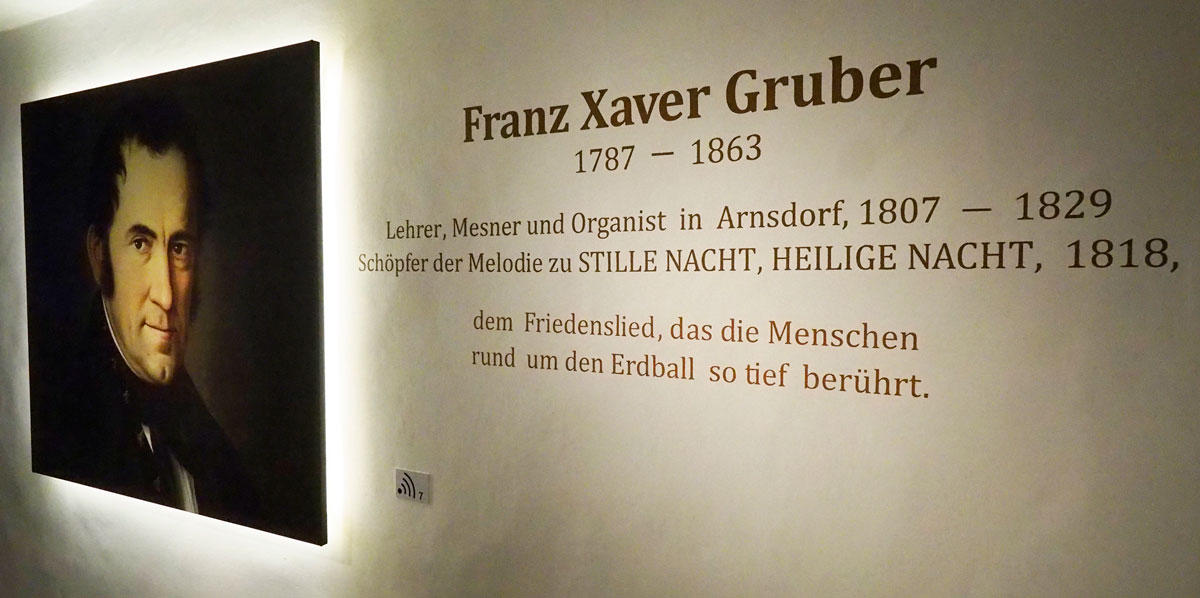 Franz Xaver Gruber
1787 – 1863
Lehrer, Mesner und Organist in Arnsdorf, 1807 – 1829
Schöpfer der Melodie zu STILLE NACHT, HEILIGE NACHT, 1818,
dem Friedenslied, das die Menschen
rund um den Erdball so tief berührt.
7